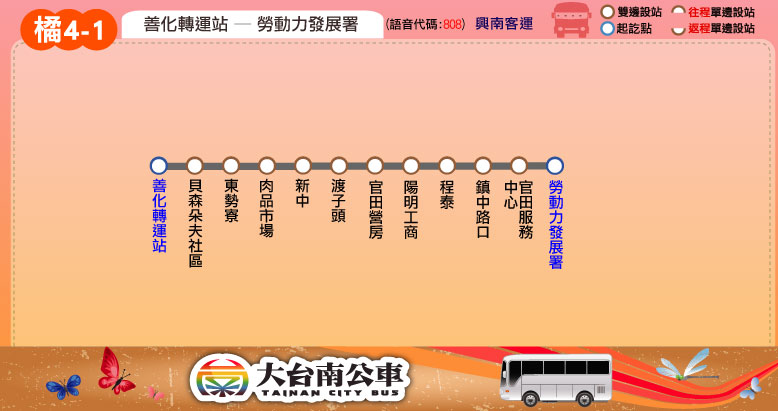 橘4-1
善化轉運站 — 勞動力發展署
(語音代碼:808)
興南客運
雙邊設站
往程單邊設站
起訖點
返程單邊設站
善化轉運站
貝森朵夫社區
東勢寮
肉品市場
新中
渡子頭
官田營房
陽明工商
程泰
鎮中路口
官田服務中心
勞動力發展署
大台南公車
TAINAN CITY BUS